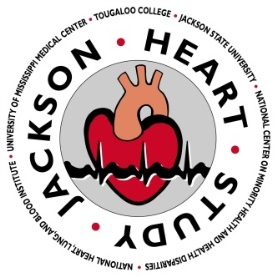 JACKSON • HEART • STUDY •
UNIVERSITY OF MISSISSIPPI MEDICAL CENTER • TOUGALOO COLLEGE • JACKSON STATE UNIVERSITY • NATIONAL CENTER ON MINORITY HEALTH AND HEALTH DISPARITIES • NATIONAL HEART, LUNG, AND BLOOD INSTITUTE •